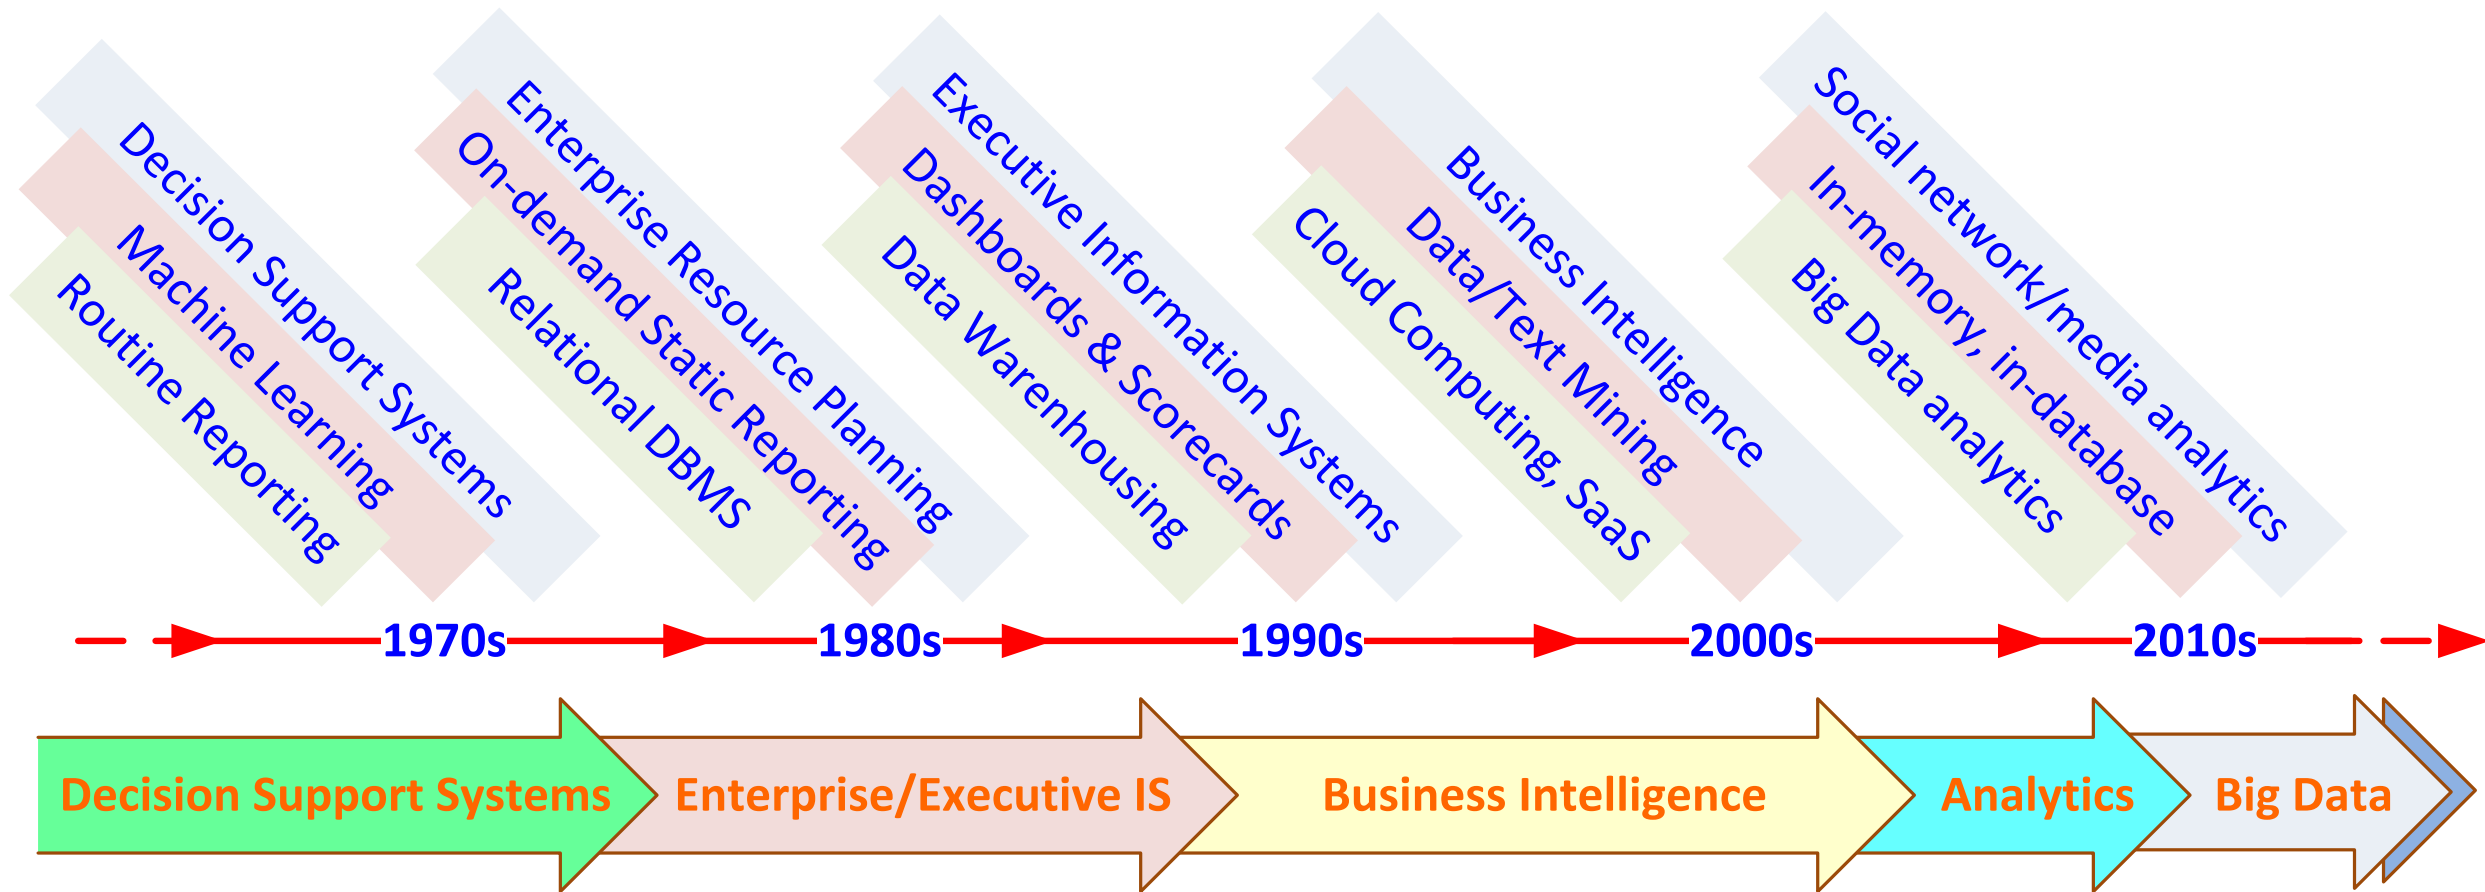 Decision Support Systems
Machine Learning
Routine Reporting
Enterprise Resource Planning
On-demand Static Reporting
Relational DBMS
Executive Information Systems
Dashboards & Scorecards
Data Warenhousing
Business Intelligence
Data/Text Mining
Cloud Computing, SaaS
Social network/media analytics
In-memory, in-database
Big Data analytics
1970s
1980s
1990s
2000s
2010s
Decision Support Systems
Enterprise/Executive IS
Business Intelligence
Analytics
Big Data